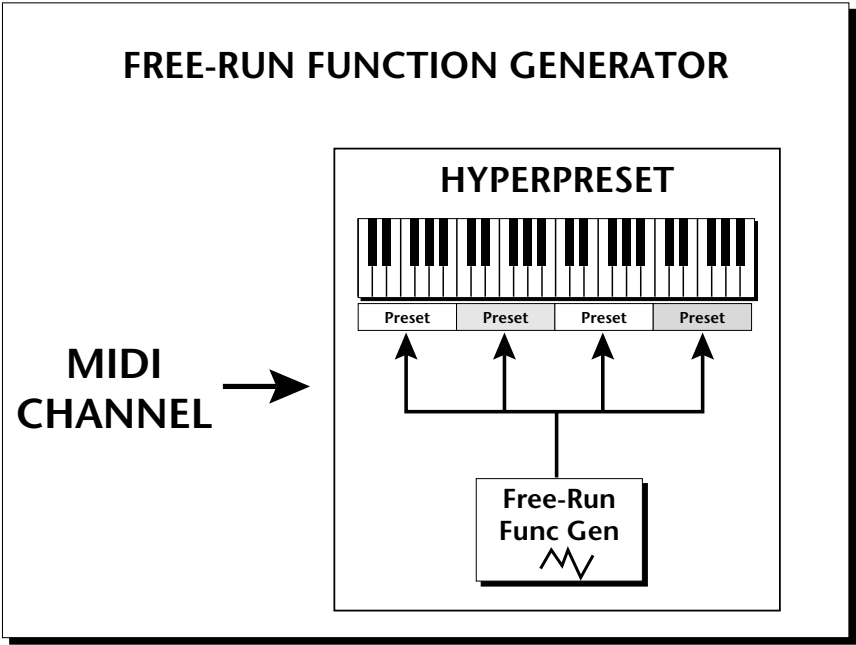 FREE-RUN FUNCTION GENERATOR
HYPERPRESET
Preset Preset Preset Preset
MIDI
CHANNEL
Free-Run
Func Gen